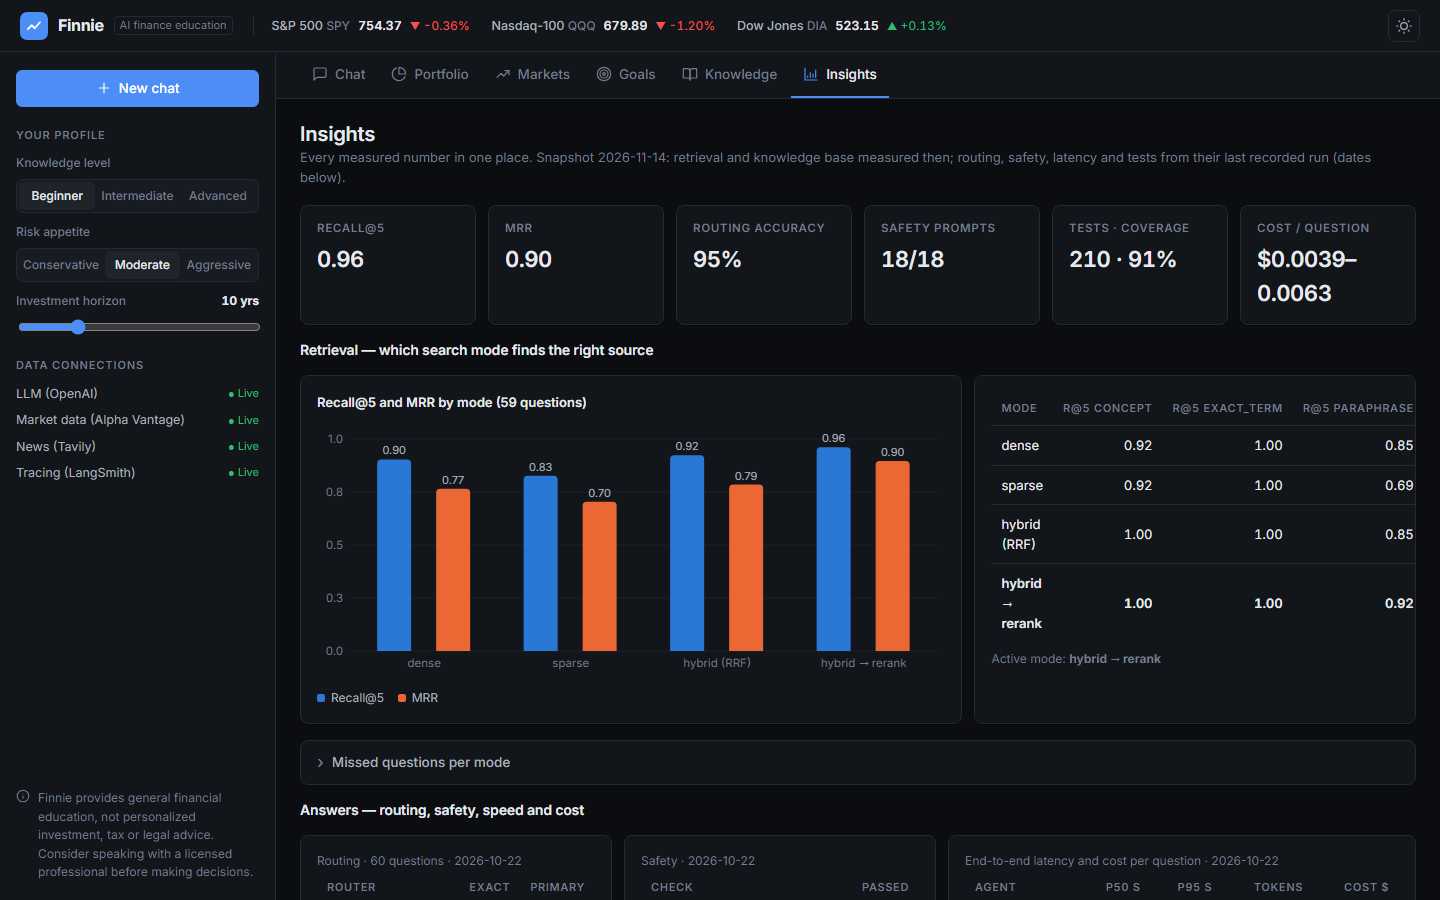 Finnie AI finance education S&P 500 SPY 754.37 ▼ -0.36% Nasdaq-100 QQQ 679.89 ▼ -1.20% Dow Jones DIA 523.15 ▲ +0.13%
+ New chat
YOUR PROFILE
Knowledge level
Beginner Intermediate Advanced
Risk appetite
Conservative Moderate Aggressive
Investment horizon 10 yrs
DATA CONNECTIONS
LLM (OpenAI) • Live
Market data (Alpha Vantage) • Live
News (Tavily) • Live
Tracing (LangSmith) • Live
Finnie provides general financial
education, not personalized
investment, tax or legal advice.
Consider speaking with a licensed
professional before making decisions.
Chat Portfolio Markets Goals Knowledge Insights
Insights
Every measured number in one place. Snapshot 2026-11-14: retrieval and knowledge base measured then; routing, safety, latency and tests from their last recorded run (dates
below).
RECALL@5
0.96
MRR
0.90
ROUTING ACCURACY
95%
SAFETY PROMPTS
18/18
TESTS · COVERAGE
210 · 91%
COST / QUESTION
$0.0039–
0.0063
Retrieval — which search mode finds the right source
Recall@5 and MRR by mode (59 questions)
1.0
0.8
0.5
0.3
0.0
0.90 0.77 0.83 0.70 0.92 0.79 0.96 0.90
dense sparse hybrid (RRF) hybrid → rerank
Recall@5 MRR
MODE R@5 CONCEPT R@5 EXACT_TERM R@5 PARAPHRASE
dense 0.92 1.00 0.85
sparse 0.92 1.00 0.69
hybrid
(RRF) 1.00 1.00 0.85
hybrid
→ 1.00 1.00 0.92
rerank
Active mode: hybrid → rerank
› Missed questions per mode
Answers — routing, safety, speed and cost
Routing · 60 questions · 2026-10-22
ROUTER EXACT PRIMARY
Safety · 2026-10-22
CHECK PASSED
End-to-end latency and cost per question · 2026-10-22
AGENT P50 S P95 S TOKENS COST $